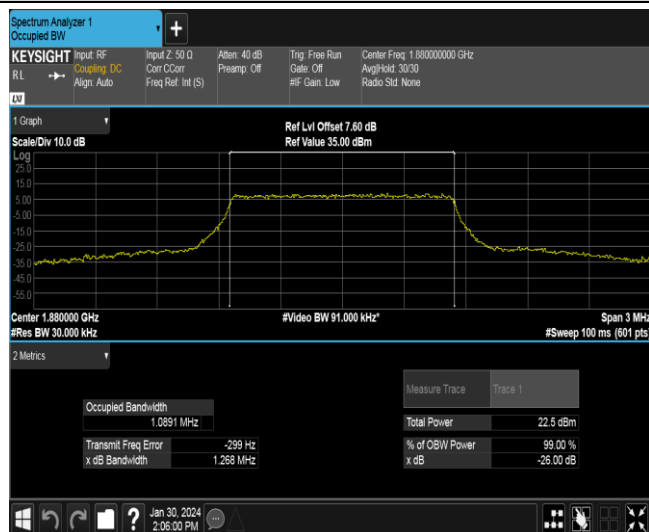 Spectrum Analyzer 1
Occupied BW
+
KEYSIGHT Input: RF Input Z: 50 Ω Atten: 40 dB Trig: Free Run Center Freq: 1.880000000 GHz
RL Coupling: DC Corr CCorr Preamp: Off Gate: Off Avg|Hold: 30/30
Align: Auto Freq Ref: Int (S) #IF Gain: Low Radio Std: None
LXI
1 Graph
Ref Lvl Offset 7.60 dB
Scale/Div 10.0 dB Ref Value 35.00 dBm
Log
25.0
15.0
5.00
-5.00
-15.0
-25.0
-35.0
-45.0
-55.0
Center 1.880000 GHz #Video BW 91.000 kHz* Span 3 MHz
#Res BW 30.000 kHz #Sweep 100 ms (601 pts)
2 Metrics
Measure Trace Trace 1
Occupied Bandwidth
1.0891 MHz Total Power 22.5 dBm
Transmit Freq Error -299 Hz % of OBW Power 99.00 %
x dB Bandwidth 1.268 MHz x dB -26.00 dB
? Jan 30, 2024
2:06:00 PM